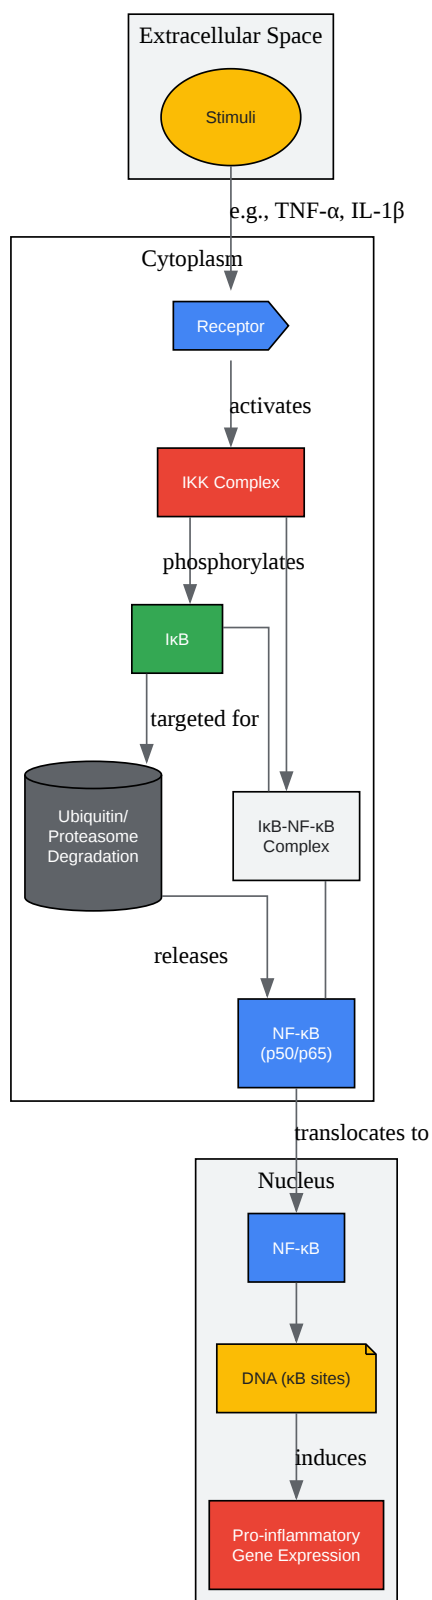 Extracellular Space
Stimuli
e.g., TNF-α, IL-1β
Cytoplasm
Receptor
activates
IKK Complex
phosphorylates
IκB
targeted for
Ubiquitin/
Proteasome
Degradation
IκB-NF-κB
Complex
releases
NF-κB
(p50/p65)
translocates to
Nucleus
NF-κB
DNA (κB sites)
induces
Pro-inflammatory
Gene Expression